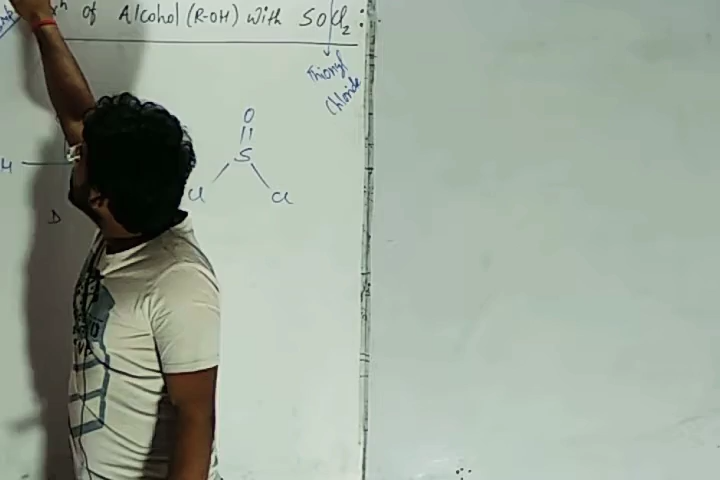 of Alcohol (R-OH) with SOCl2 :
Thionyl
Chloride
O
S
Cl Cl
H
D